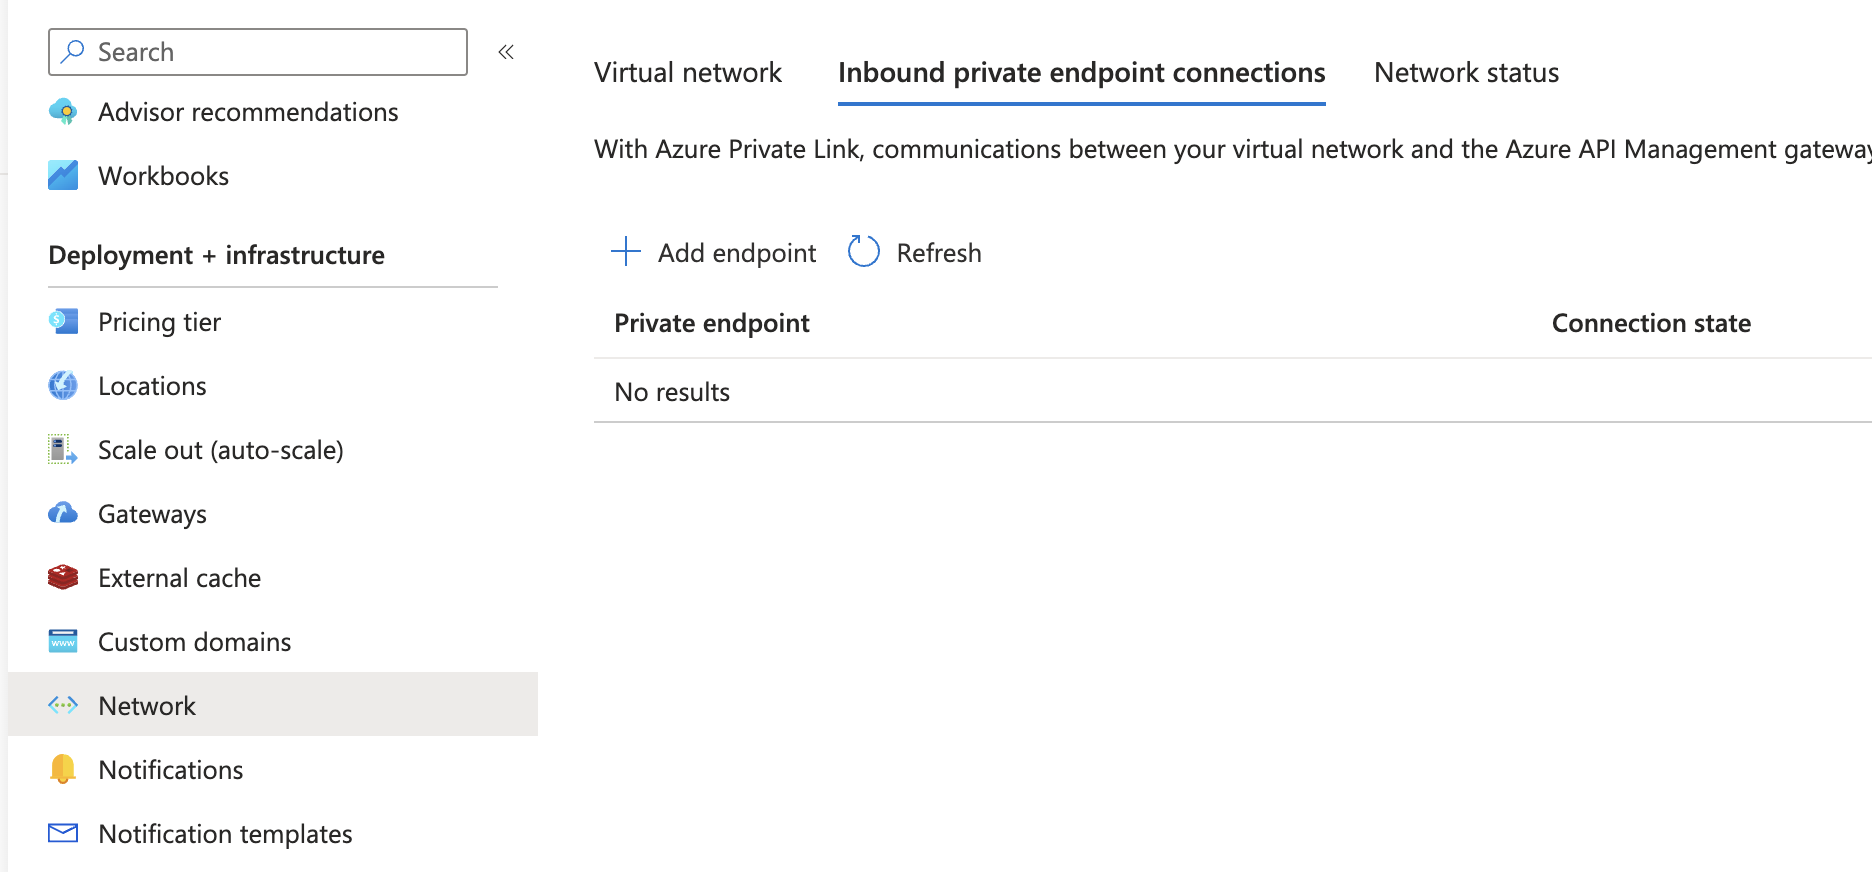 Search
Advisor recommendations
Workbooks
Deployment + infrastructure
Pricing tier
Locations
Scale out (auto-scale)
Gateways
External cache
Custom domains
Network
Notifications
Notification templates
Virtual network
Inbound private endpoint connections
Network status
With Azure Private Link, communications between your virtual network and the Azure API Management gateway
Add endpoint
Refresh
Private endpoint
Connection state
No results